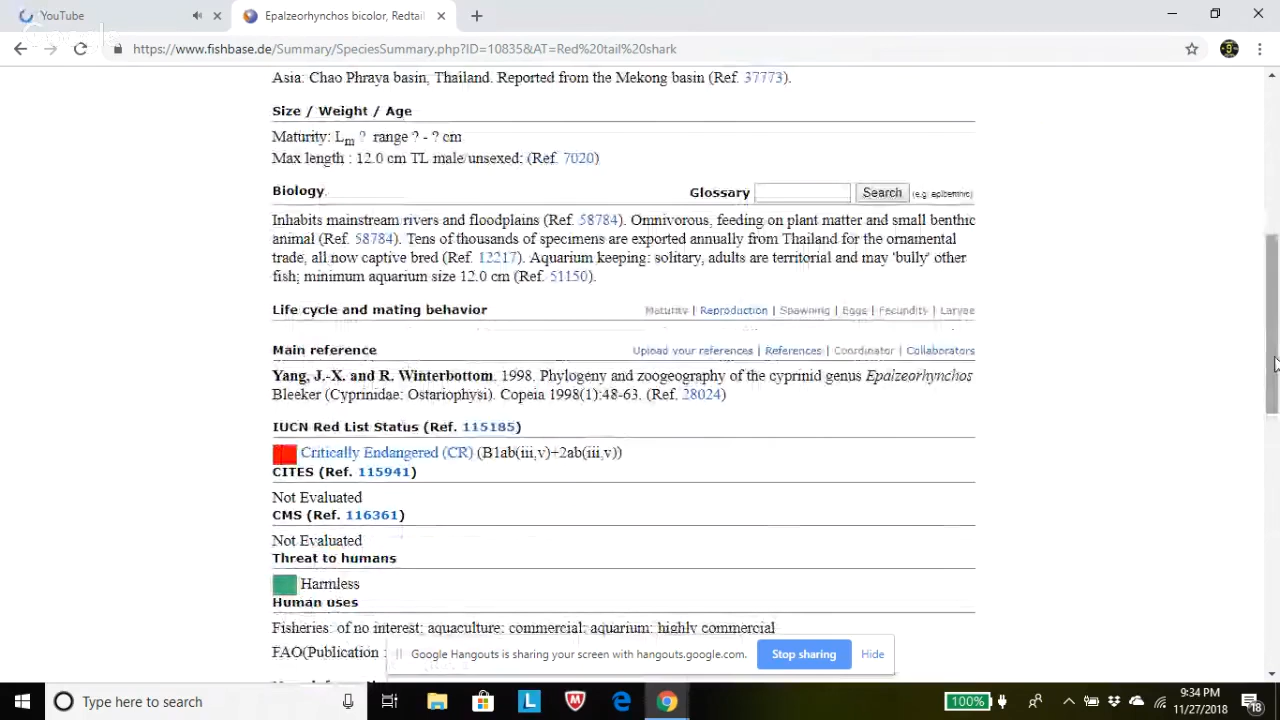 YouTube
Epalzeorhynchos bicolor, Redtail
https://www.fishbase.de/Summary/SpeciesSummary.php?ID=10835&AT=Red%20tail%20shark
Asia: Chao Phraya basin, Thailand. Reported from the Mekong basin (Ref. 37773).
Size / Weight / Age
Maturity: Lm ? range ? - ? cm
Max length : 12.0 cm TL male/unsexed; (Ref. 7020)
Biology Glossary Search (e.g. epibenthic)
Inhabits mainstream rivers and floodplains (Ref. 58784). Omnivorous, feeding on plant matter and small benthic
animal (Ref. 58784). Tens of thousands of specimens are exported annually from Thailand for the ornamental
trade, all now captive bred (Ref. 12217). Aquarium keeping: solitary, adults are territorial and may 'bully' other
fish; minimum aquarium size 12.0 cm (Ref. 51150).
Life cycle and mating behavior Maturity | Reproduction | Spawning | Eggs | Fecundity | Larvae
Main reference Upload your references | References | Coordinator | Collaborators
Yang, J.-X. and R. Winterbottom. 1998. Phylogeny and zoogeography of the cyprinid genus Epalzeorhynchos
Bleeker (Cyprinidae: Ostariophysi). Copeia 1998(1):48-63. (Ref. 28024)
IUCN Red List Status (Ref. 115185)
Critically Endangered (CR) (B1ab(iii,v)+2ab(iii,v))
CITES (Ref. 115941)
Not Evaluated
CMS (Ref. 116361)
Not Evaluated
Threat to humans
Harmless
Human uses
Fisheries: of no interest; aquaculture: commercial; aquarium: highly commercial
FAO(Publication
Google Hangouts is sharing your screen with hangouts.google.com. Stop sharing Hide
Type here to search
100%
9:34 PM
11/27/2018
18